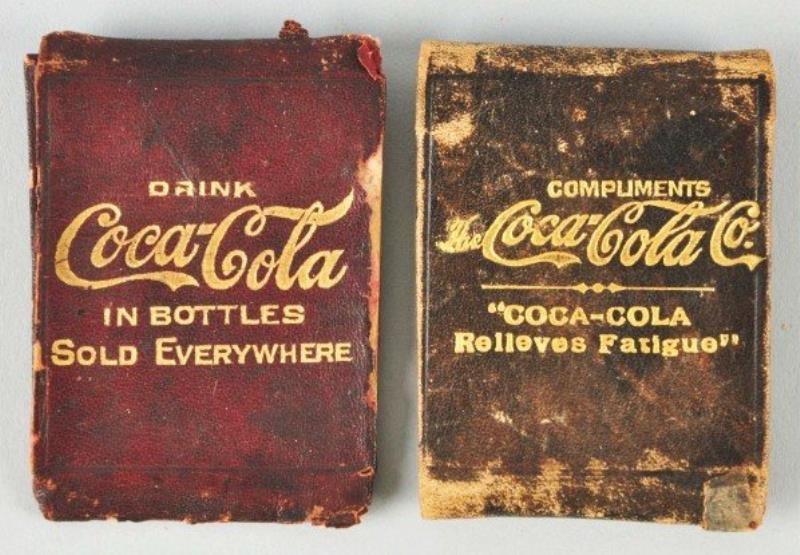 DRINK
Coca-Cola
IN BOTTLES
SOLD EVERYWHERE
COMPLIMENTS
The Coca-Cola Co.
"COCA-COLA
Relieves Fatigue"